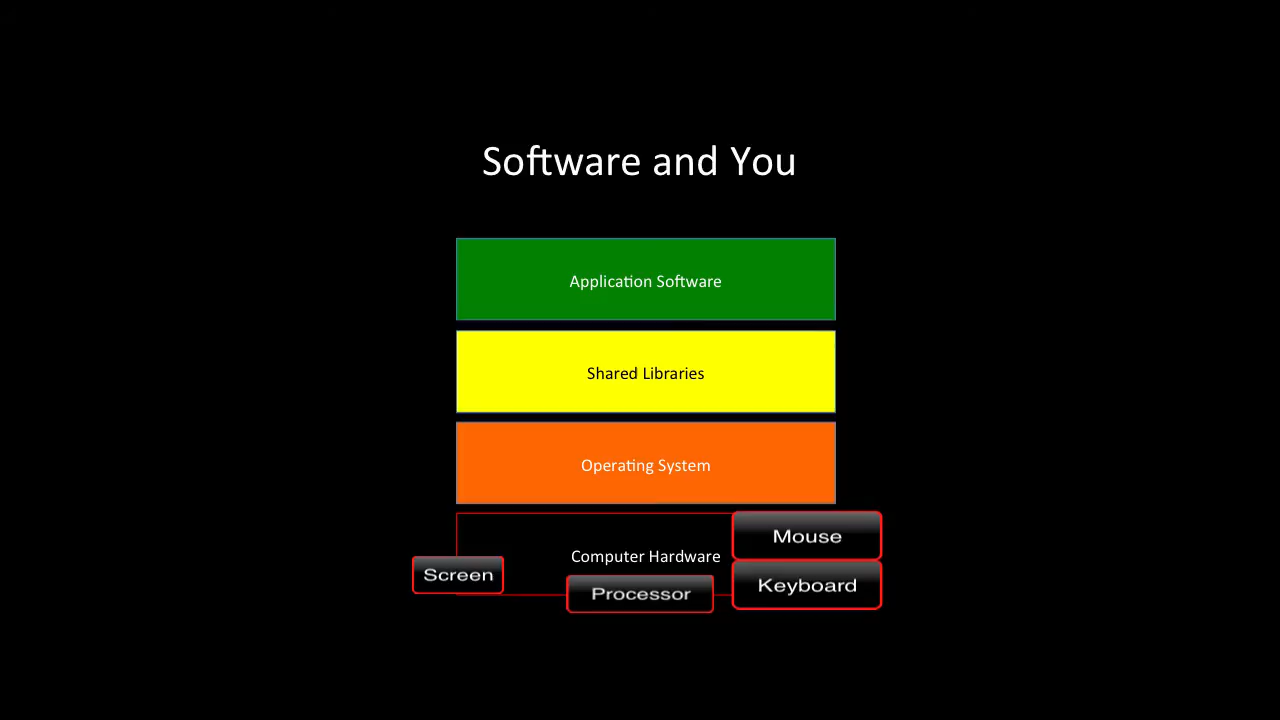 Software and You
Application Software
Shared Libraries
Operating System
Mouse
Computer Hardware
Screen
Keyboard
Processor